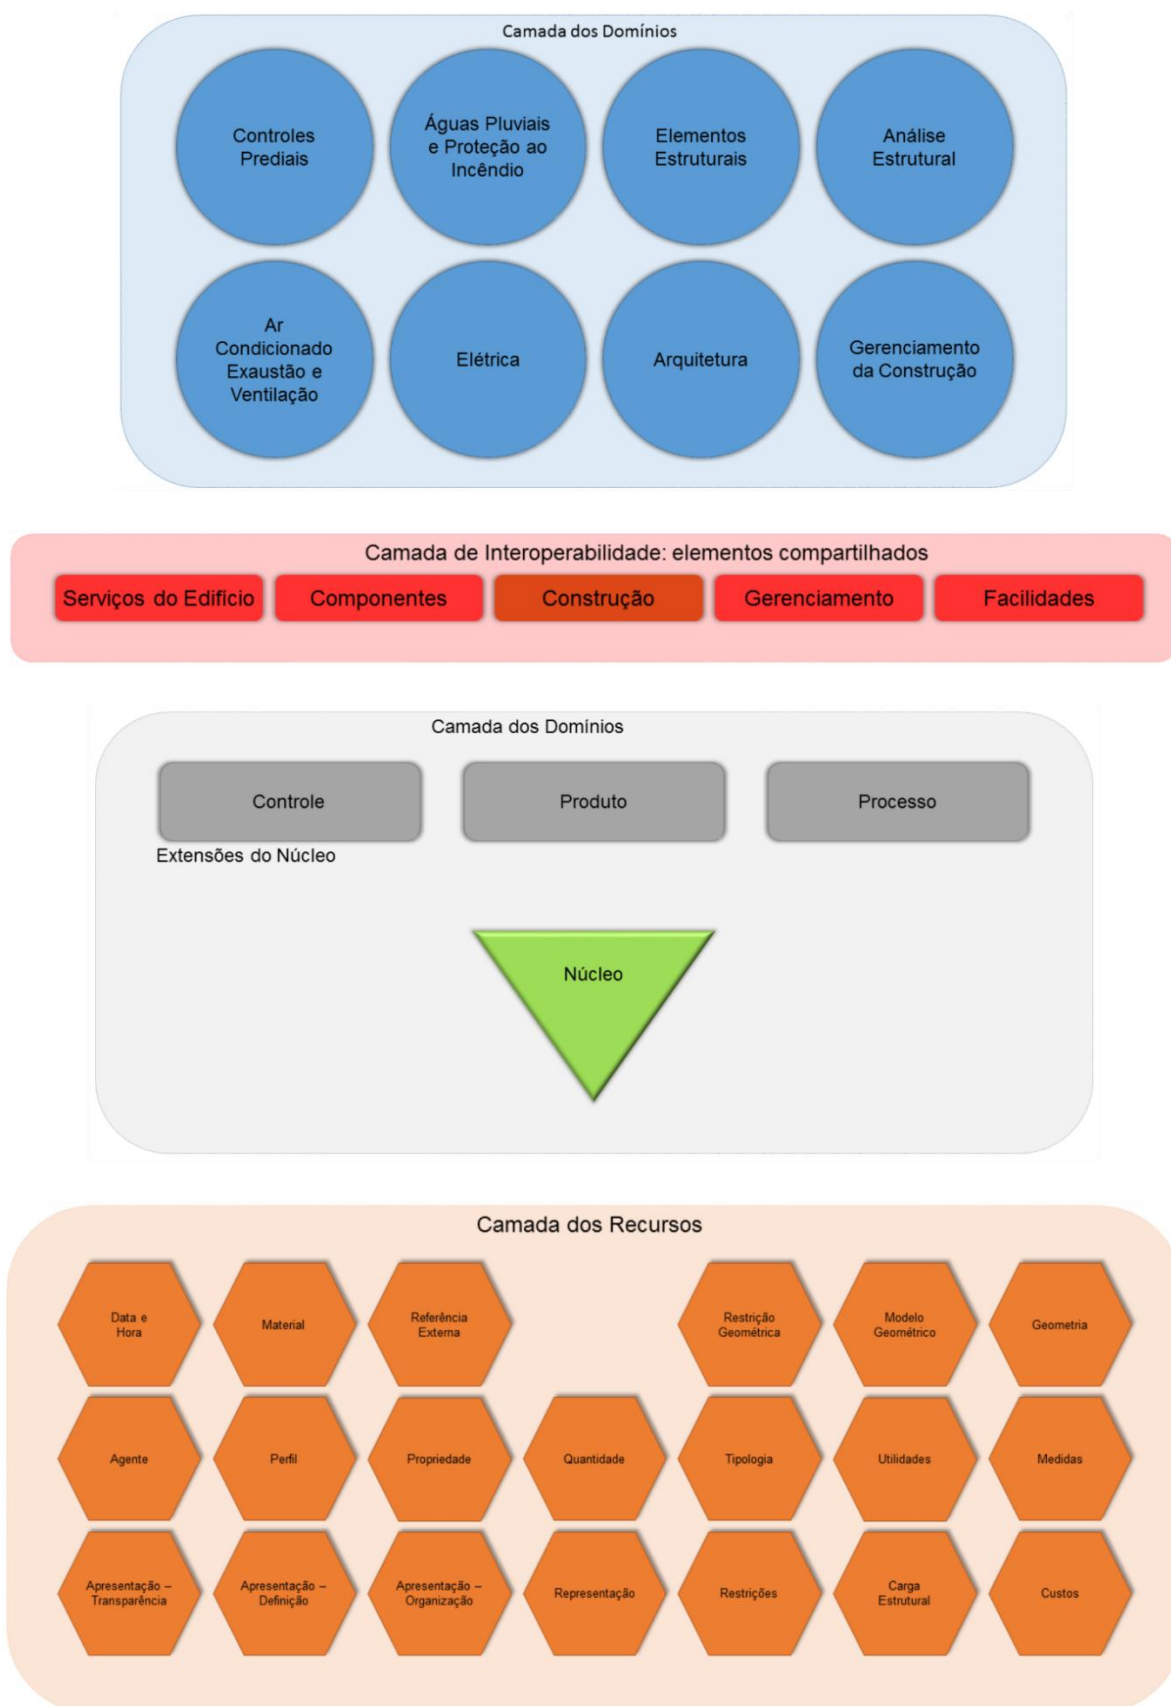 Camada dos Domínios
Controles
Prediais
Águas Pluviais
e Proteção ao
Incêndio
Elementos
Estruturais
Análise
Estrutural
Ar
Condicionado
Exaustão e
Ventilação
Elétrica
Arquitetura
Gerenciamento
da Construção
Camada de Interoperabilidade: elementos compartilhados
Serviços do Edifício
Componentes
Construção
Gerenciamento
Facilidades
Camada dos Domínios
Controle
Produto
Processo
Extensões do Núcleo
Núcleo
Camada dos Recursos
Data e
Hora
Material
Referência
Externa
Restrição
Geométrica
Modelo
Geométrico
Geometria
Agente
Perfil
Propriedade
Quantidade
Tipologia
Utilidades
Medidas
Apresentação –
Transparência
Apresentação –
Definição
Apresentação –
Organização
Representação
Restrições
Carga
Estrutural
Custos